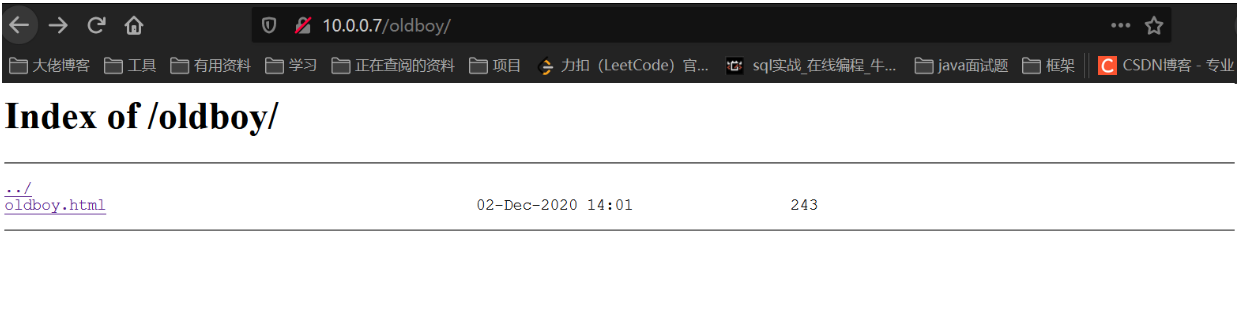 10.0.0.7/oldboy/
大佬博客 工具 有用资料 学习 正在查阅的资料 项目 力扣（LeetCode）官... sql实战_在线编程_牛... java面试题 框架 CSDN博客 - 专业
Index of /oldboy/
../
oldboy.html 02-Dec-2020 14:01 243